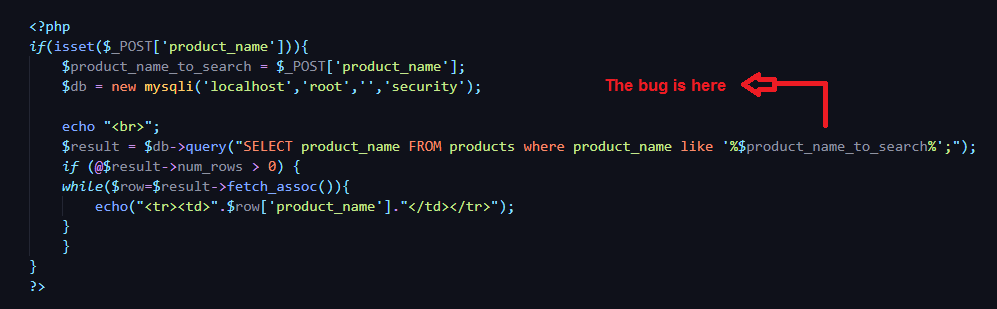 <?php
if(isset($_POST['product_name'])){
$product_name_to_search = $_POST['product_name'];
$db = new mysqli('localhost','root','','security');
The bug is here
echo "<br>";
$result = $db->query("SELECT product_name FROM products where product_name like '%$product_name_to_search%';");
if (@$result->num_rows > 0) {
while($row=$result->fetch_assoc()){
echo("<tr><td>".$row['product_name']."</td></tr>");
}
}
}
?>